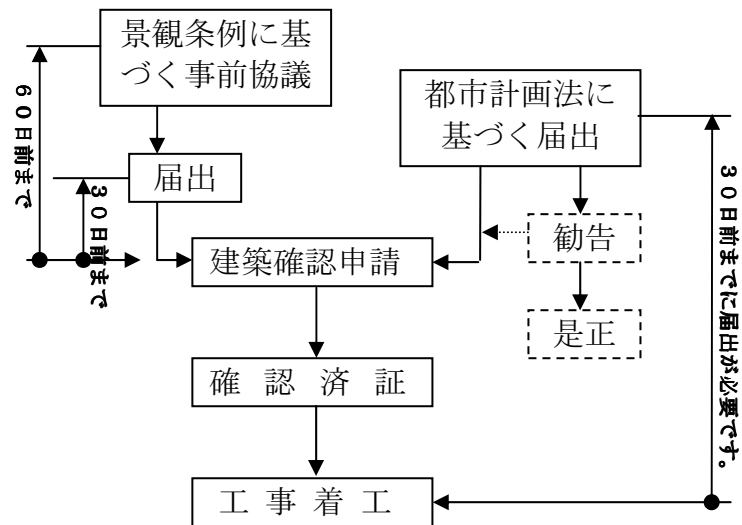 景観条例に基
づく事前協議
都市計画法に
基づく届出
60日前まで
30日前まで
届出
勧告
建築確認申請
是正
確認済証
工事着工
30日前までに届出が必要です。